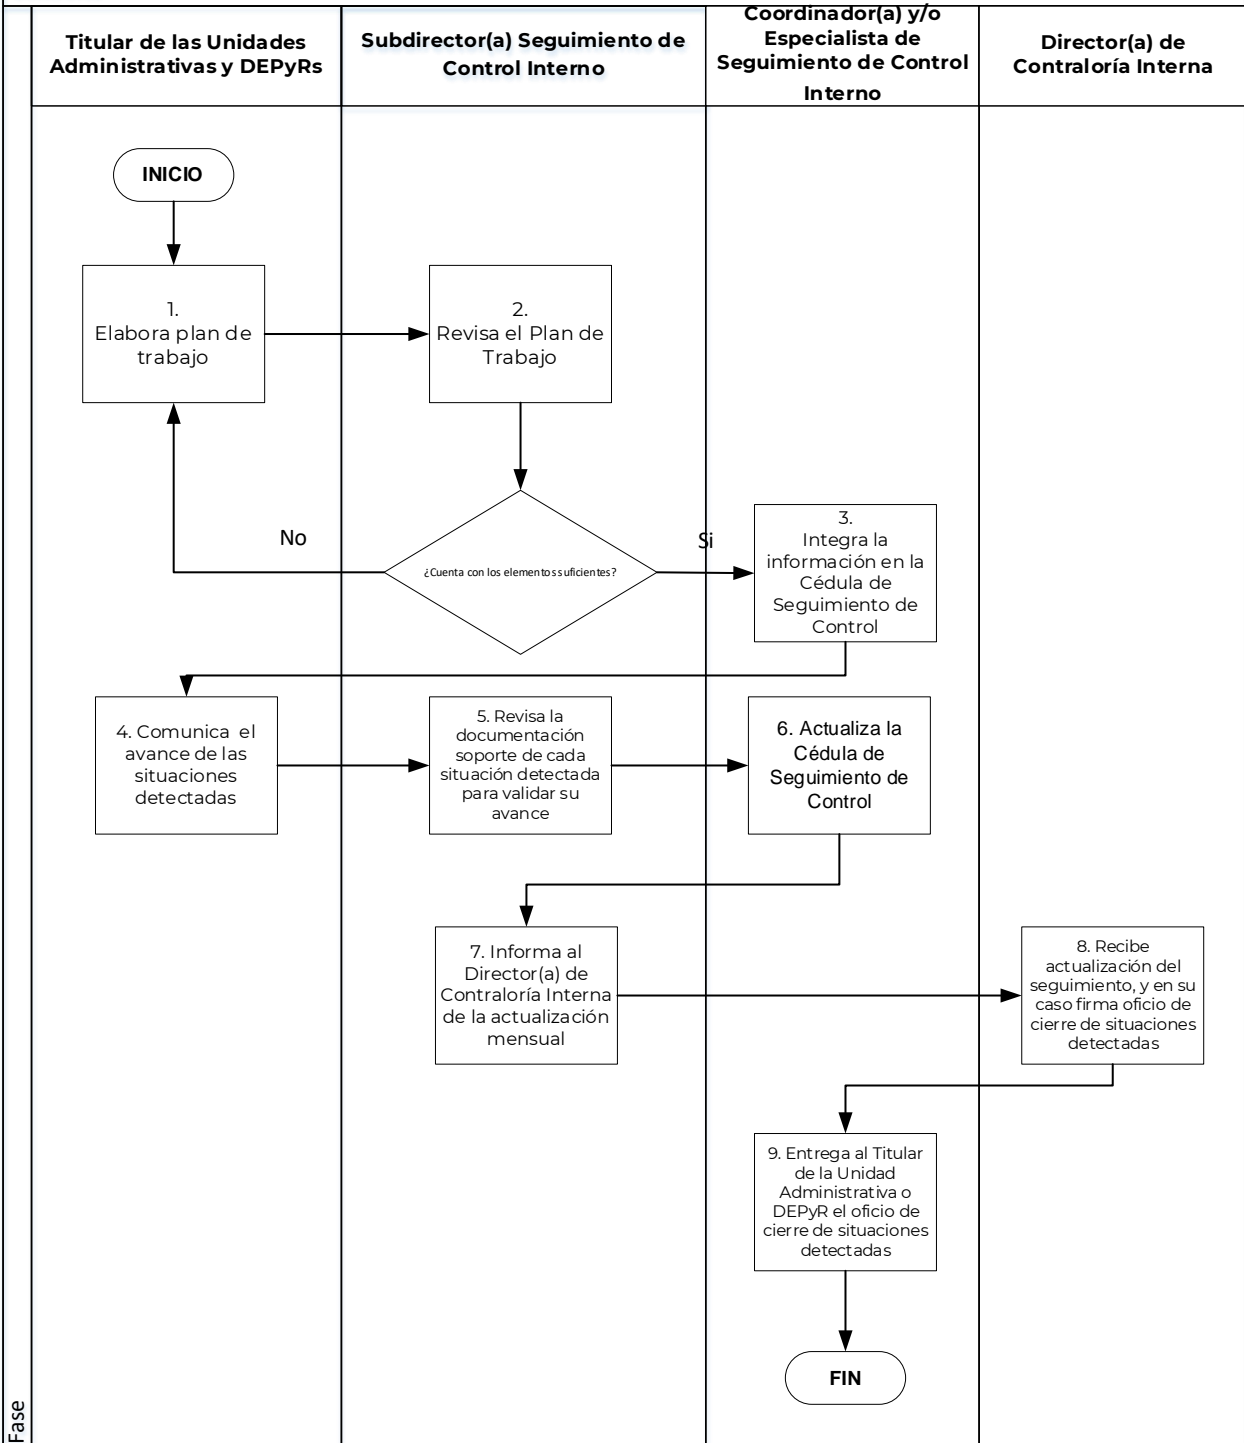 Titular de las Unidades
Administrativas y DEPyRs
Subdirector(a) Seguimiento de
Control Interno
Coordinador(a) y/o
Especialista de
Seguimiento de Control
Interno
Director(a) de
Contraloría Interna
INICIO
1.
Elabora plan de
trabajo
2.
Revisa el Plan de
Trabajo
No
¿Cuenta con los elementos suficientes?
Si
3.
Integra la
información en la
Cédula de
Seguimiento de
Control
4. Comunica el
avance de las
situaciones
detectadas
5. Revisa la
documentación
soporte de cada
situación detectada
para validar su
avance
6. Actualiza la
Cédula de
Seguimiento de
Control
7. Informa al
Director(a) de
Contraloría Interna
de la actualización
mensual
8. Recibe
actualización del
seguimiento, y en su
caso firma oficio de
cierre de situaciones
detectadas
9. Entrega al Titular
de la Unidad
Administrativa o
DEPyR el oficio de
cierre de situaciones
detectadas
FIN
Fase